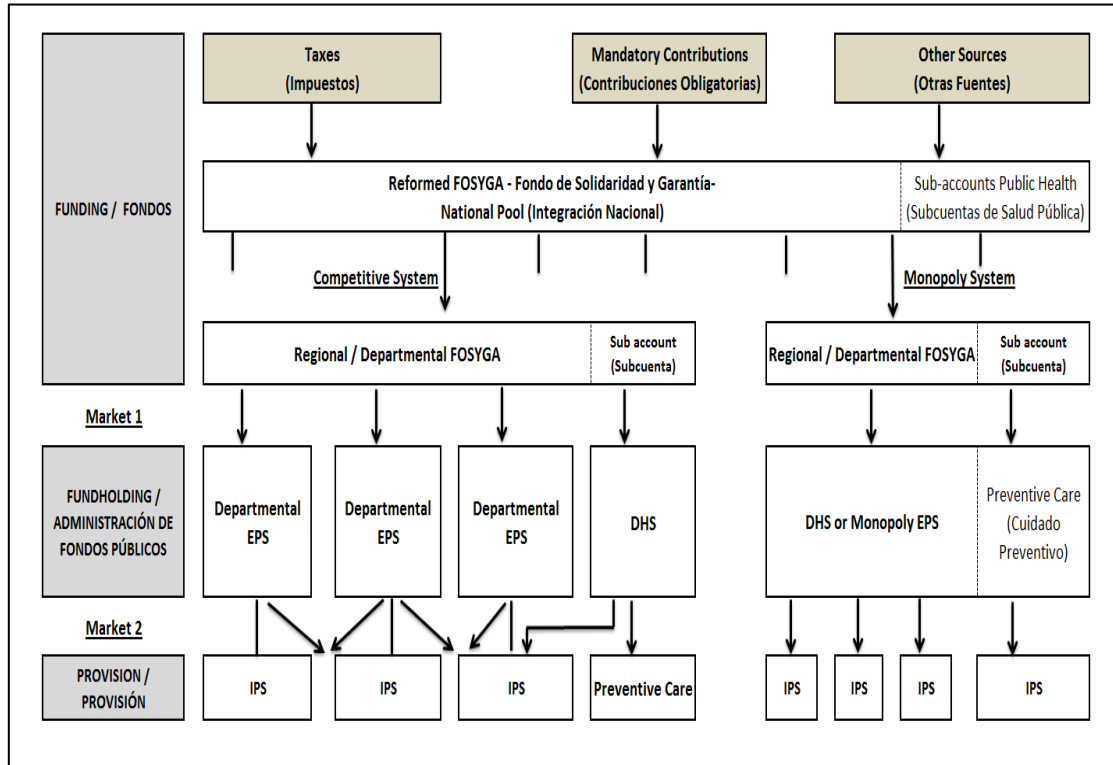 Taxes
(Impuestos)
Mandatory Contributions
(Contribuciones Obligatorias)
Other Sources
(Otras Fuentes)
FUNDING / FONDOS
Reformed FOSYGA - Fondo de Solidaridad y Garantía-
National Pool (Integración Nacional)
Sub-accounts Public Health
(Subcuentas de Salud Pública)
Competitive System
Monopoly System
Regional / Departmental FOSYGA
Sub account
(Subcuenta)
Regional / Departmental FOSYGA
Sub account
(Subcuenta)
Market 1
FUNDHOLDING /
ADMINISTRACIÓN DE
FONDOS PÚBLICOS
Departmental
EPS
Departmental
EPS
Departmental
EPS
DHS
DHS or Monopoly EPS
Preventive Care
(Cuidado
Preventivo)
Market 2
PROVISION /
PROVISIÓN
IPS
IPS
IPS
Preventive Care
IPS
IPS
IPS
IPS